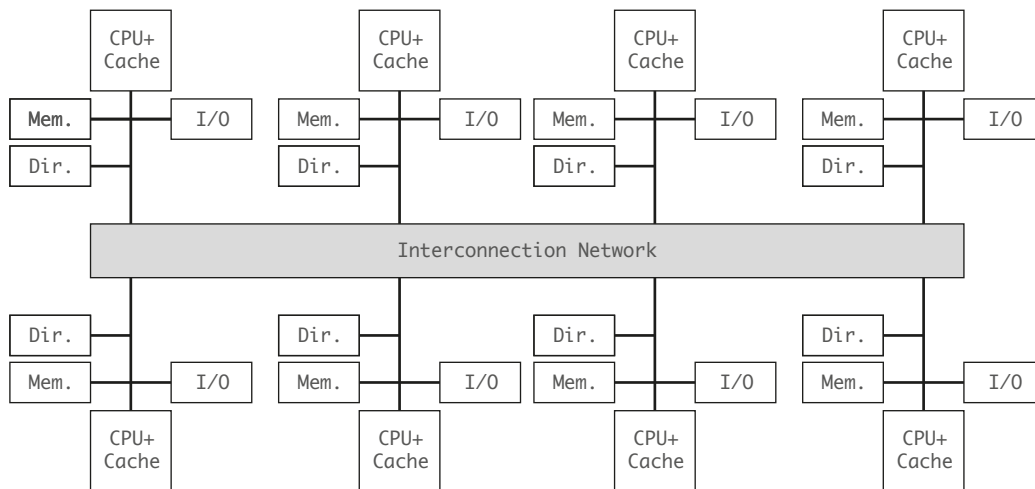 CPU+
Cache
CPU+
Cache
CPU+
Cache
CPU+
Cache
Mem. I/O Mem. I/O Mem. I/O Mem. I/O
Dir. Dir. Dir. Dir.
Interconnection Network
Dir. Dir. Dir. Dir.
Mem. I/O Mem. I/O Mem. I/O Mem. I/O
CPU+
Cache
CPU+
Cache
CPU+
Cache
CPU+
Cache